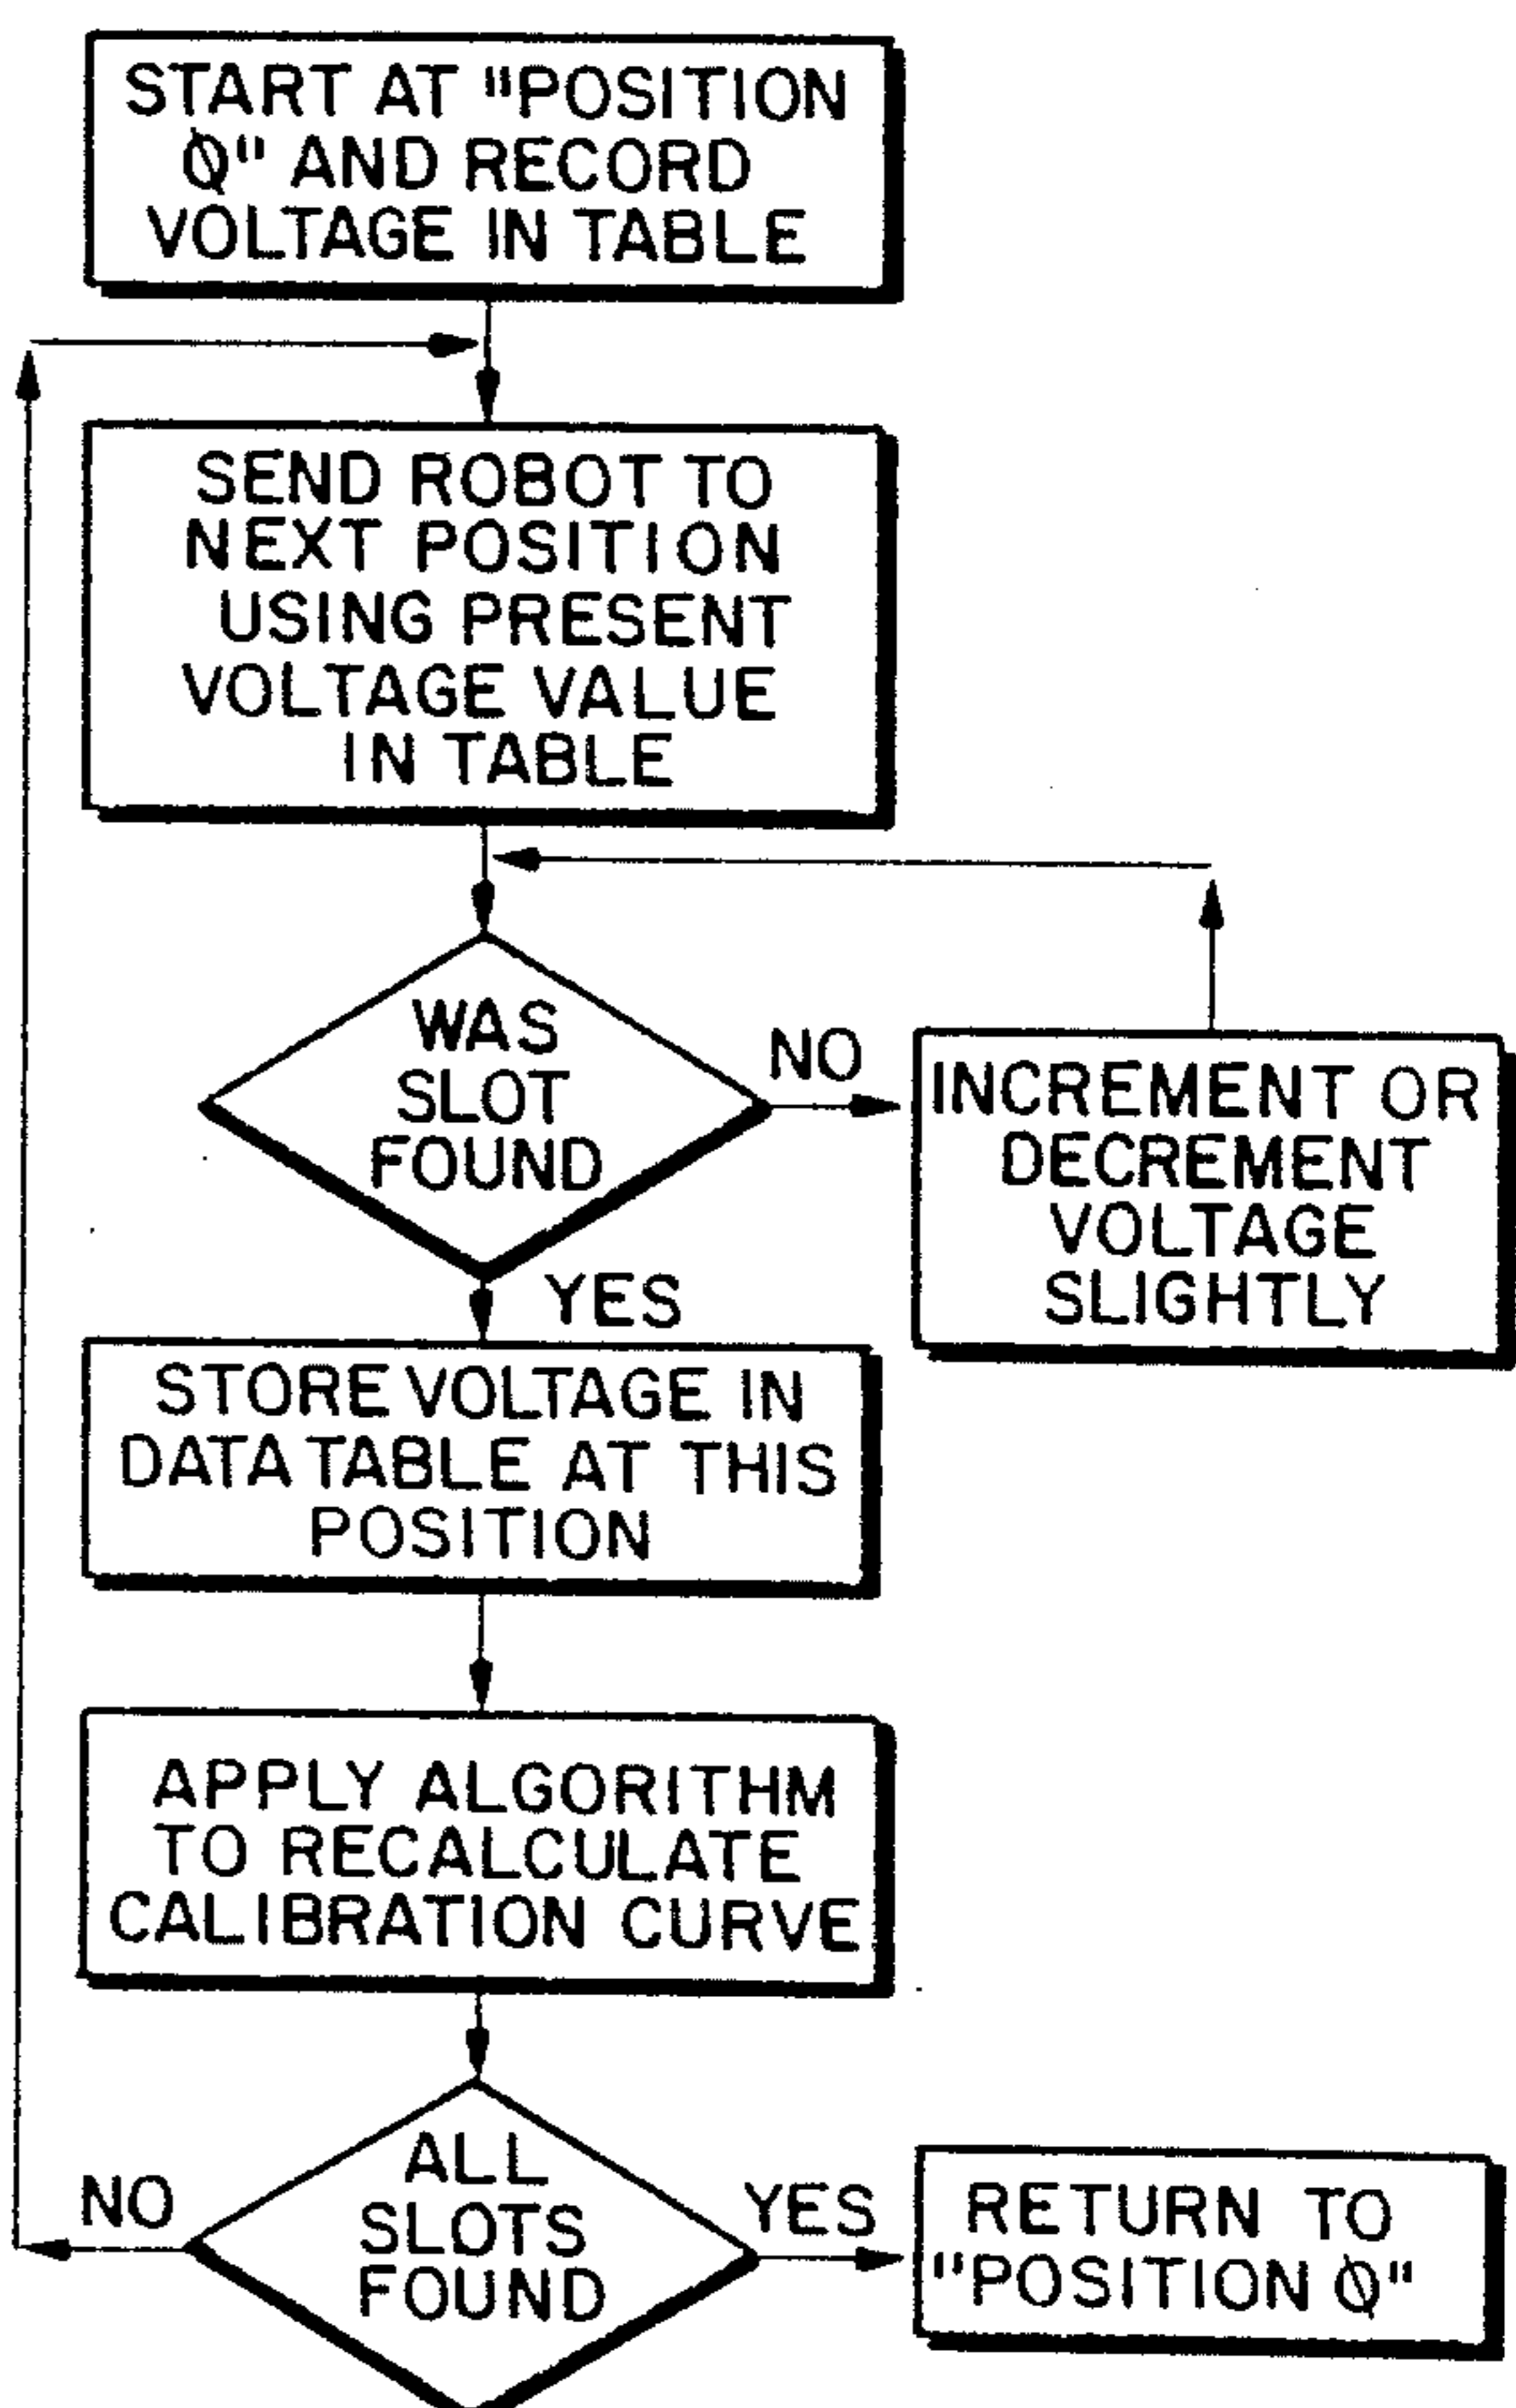 START AT "POSITION
0" AND RECORD
VOLTAGE IN TABLE
SEND ROBOT TO
NEXT POSITION
USING PRESENT
VOLTAGE VALUE
IN TABLE
WAS
SLOT
FOUND
NO
INCREMENT OR
DECREMENT
VOLTAGE
SLIGHTLY
YES
STORE VOLTAGE IN
DATA TABLE AT THIS
POSITION
APPLY ALGORITHM
TO RECALCULATE
CALIBRATION CURVE
ALL
SLOTS
FOUND
NO
YES
RETURN TO
"POSITION 0"